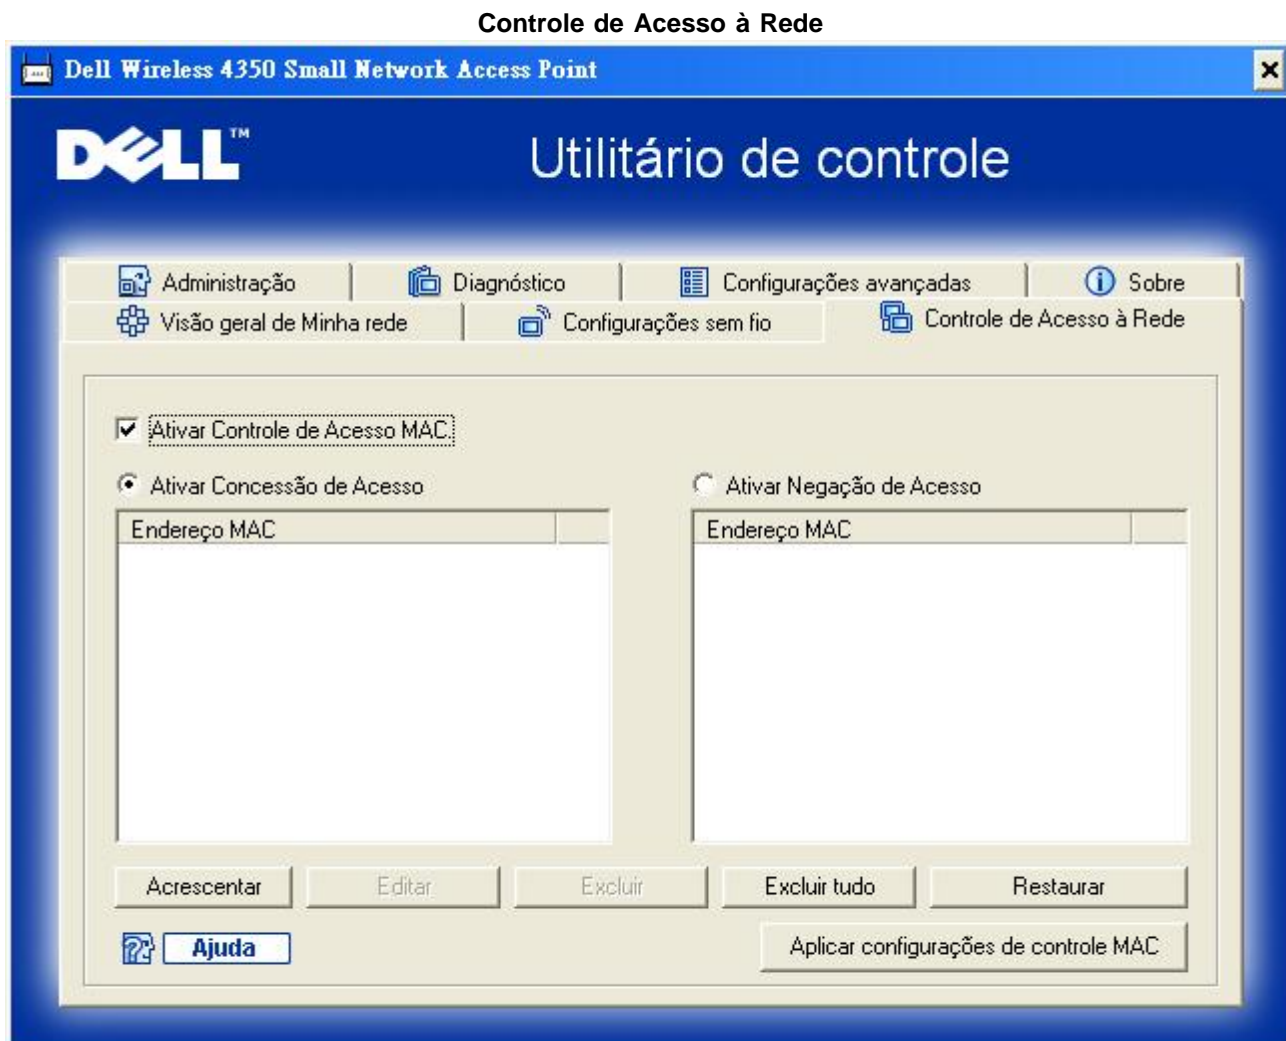 Controle de Acesso à Rede
Dell Wireless 4350 Small Network Access Point
DELL™
Utilitário de controle
Administração
Diagnóstico
Configurações avançadas
Sobre
Visão geral de Minha rede
Configurações sem fio
Controle de Acesso à Rede
Ativar Controle de Acesso MAC.
Ativar Concessão de Acesso
Ativar Negação de Acesso
Endereço MAC
Endereço MAC
Acrescentar
Editar
Excluir
Excluir tudo
Restaurar
Ajuda
Aplicar configurações de controle MAC